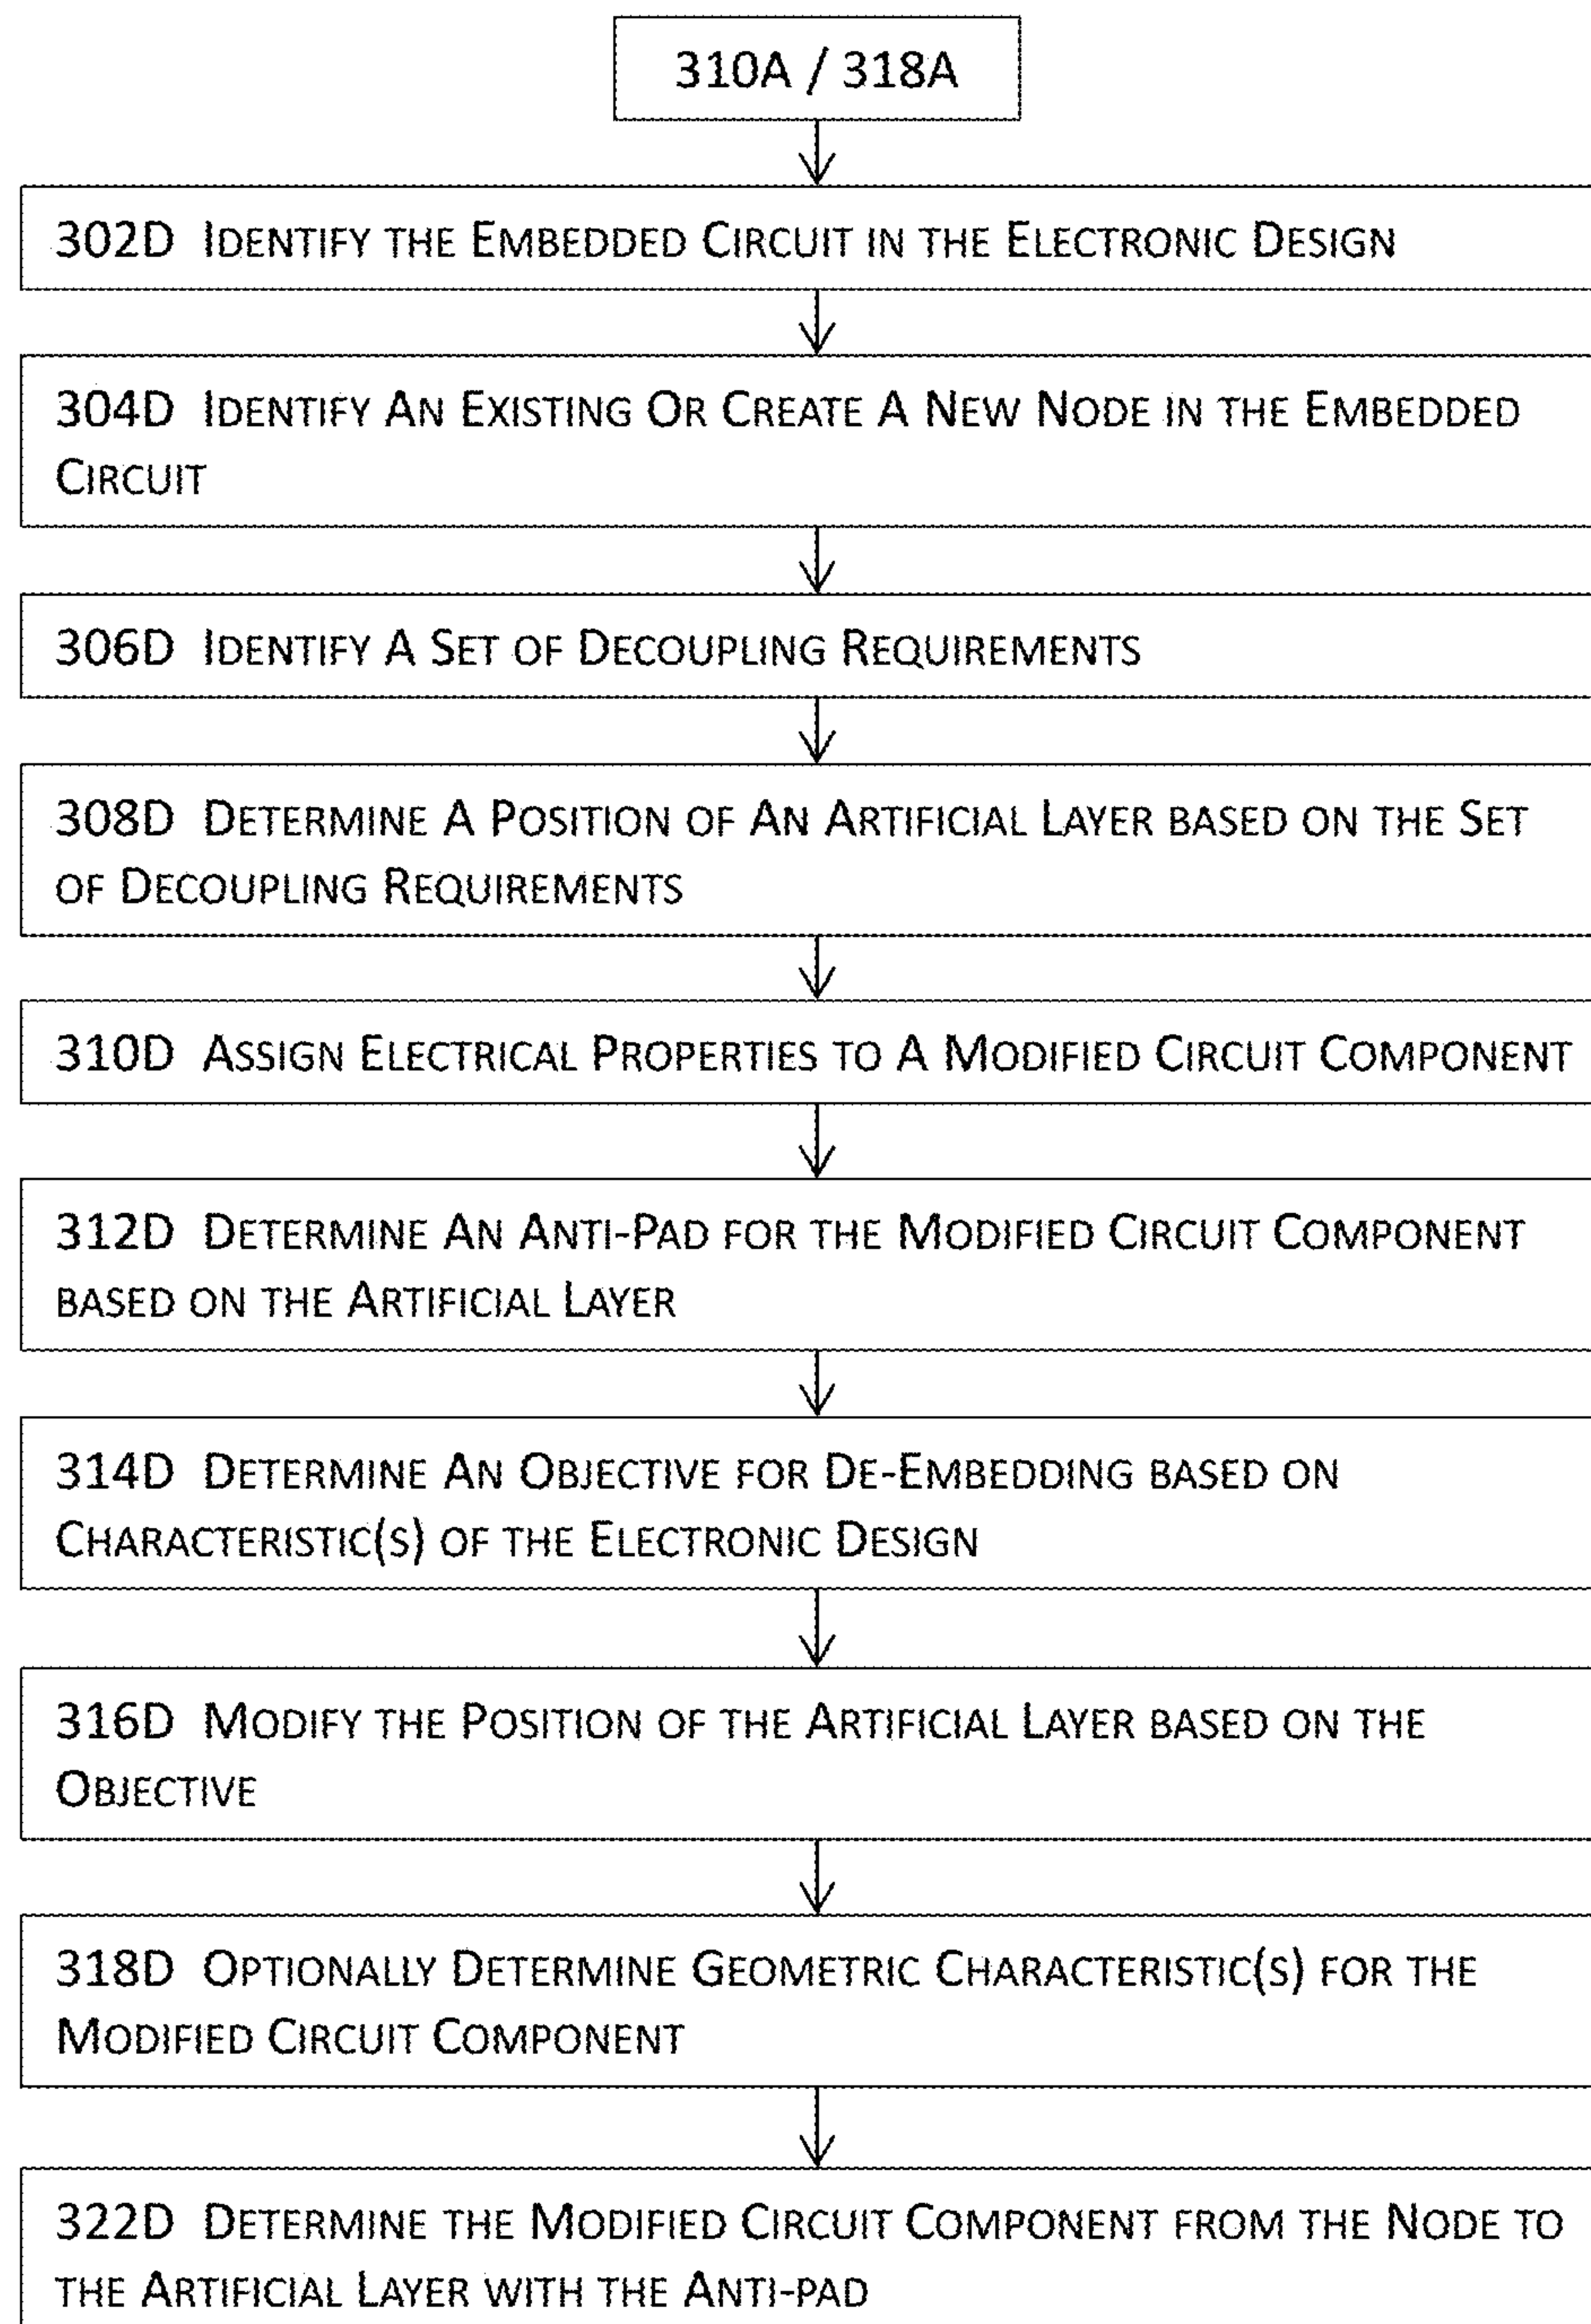 310A / 318A
302D IDENTIFY THE EMBEDDED CIRCUIT IN THE ELECTRONIC DESIGN
304D IDENTIFY AN EXISTING OR CREATE A NEW NODE IN THE EMBEDDED
CIRCUIT
306D IDENTIFY A SET OF DECOUPLING REQUIREMENTS
308D DETERMINE A POSITION OF AN ARTIFICIAL LAYER BASED ON THE SET
OF DECOUPLING REQUIREMENTS
310D ASSIGN ELECTRICAL PROPERTIES TO A MODIFIED CIRCUIT COMPONENT
312D DETERMINE AN ANTI-PAD FOR THE MODIFIED CIRCUIT COMPONENT
BASED ON THE ARTIFICIAL LAYER
314D DETERMINE AN OBJECTIVE FOR DE-EMBEDDING BASED ON
CHARACTERISTIC(S) OF THE ELECTRONIC DESIGN
316D MODIFY THE POSITION OF THE ARTIFICIAL LAYER BASED ON THE
OBJECTIVE
318D OPTIONALLY DETERMINE GEOMETRIC CHARACTERISTIC(S) FOR THE
MODIFIED CIRCUIT COMPONENT
322D DETERMINE THE MODIFIED CIRCUIT COMPONENT FROM THE NODE TO
THE ARTIFICIAL LAYER WITH THE ANTI-PAD